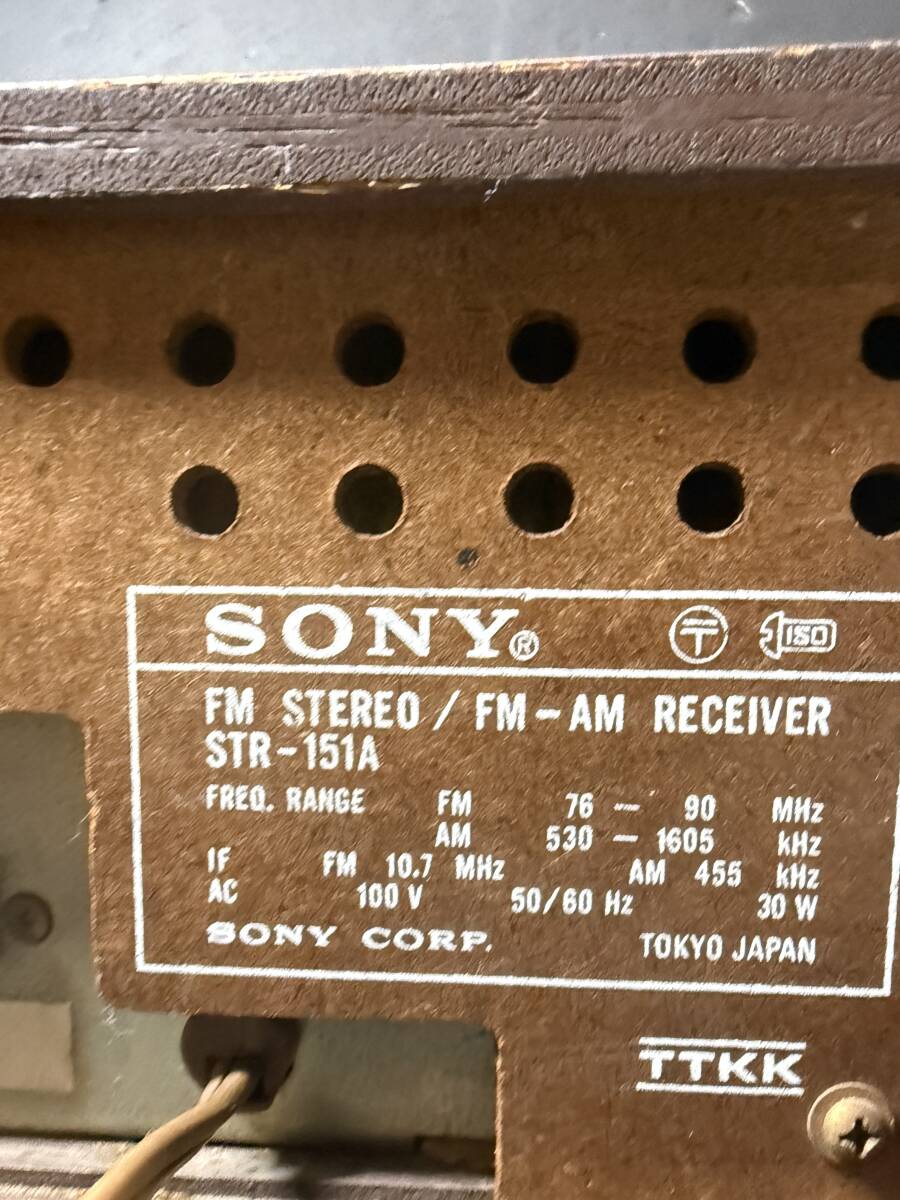 SONY® 〒 ISO
FM STEREO / FM-AM RECEIVER
STR-151A
FREQ. RANGE FM 76 — 90 MHz
AM 530 — 1605 kHz
IF FM 10.7 MHz AM 455 kHz
AC 100 V 50/60 Hz 30 W
SONY CORP. TOKYO JAPAN
TTKK